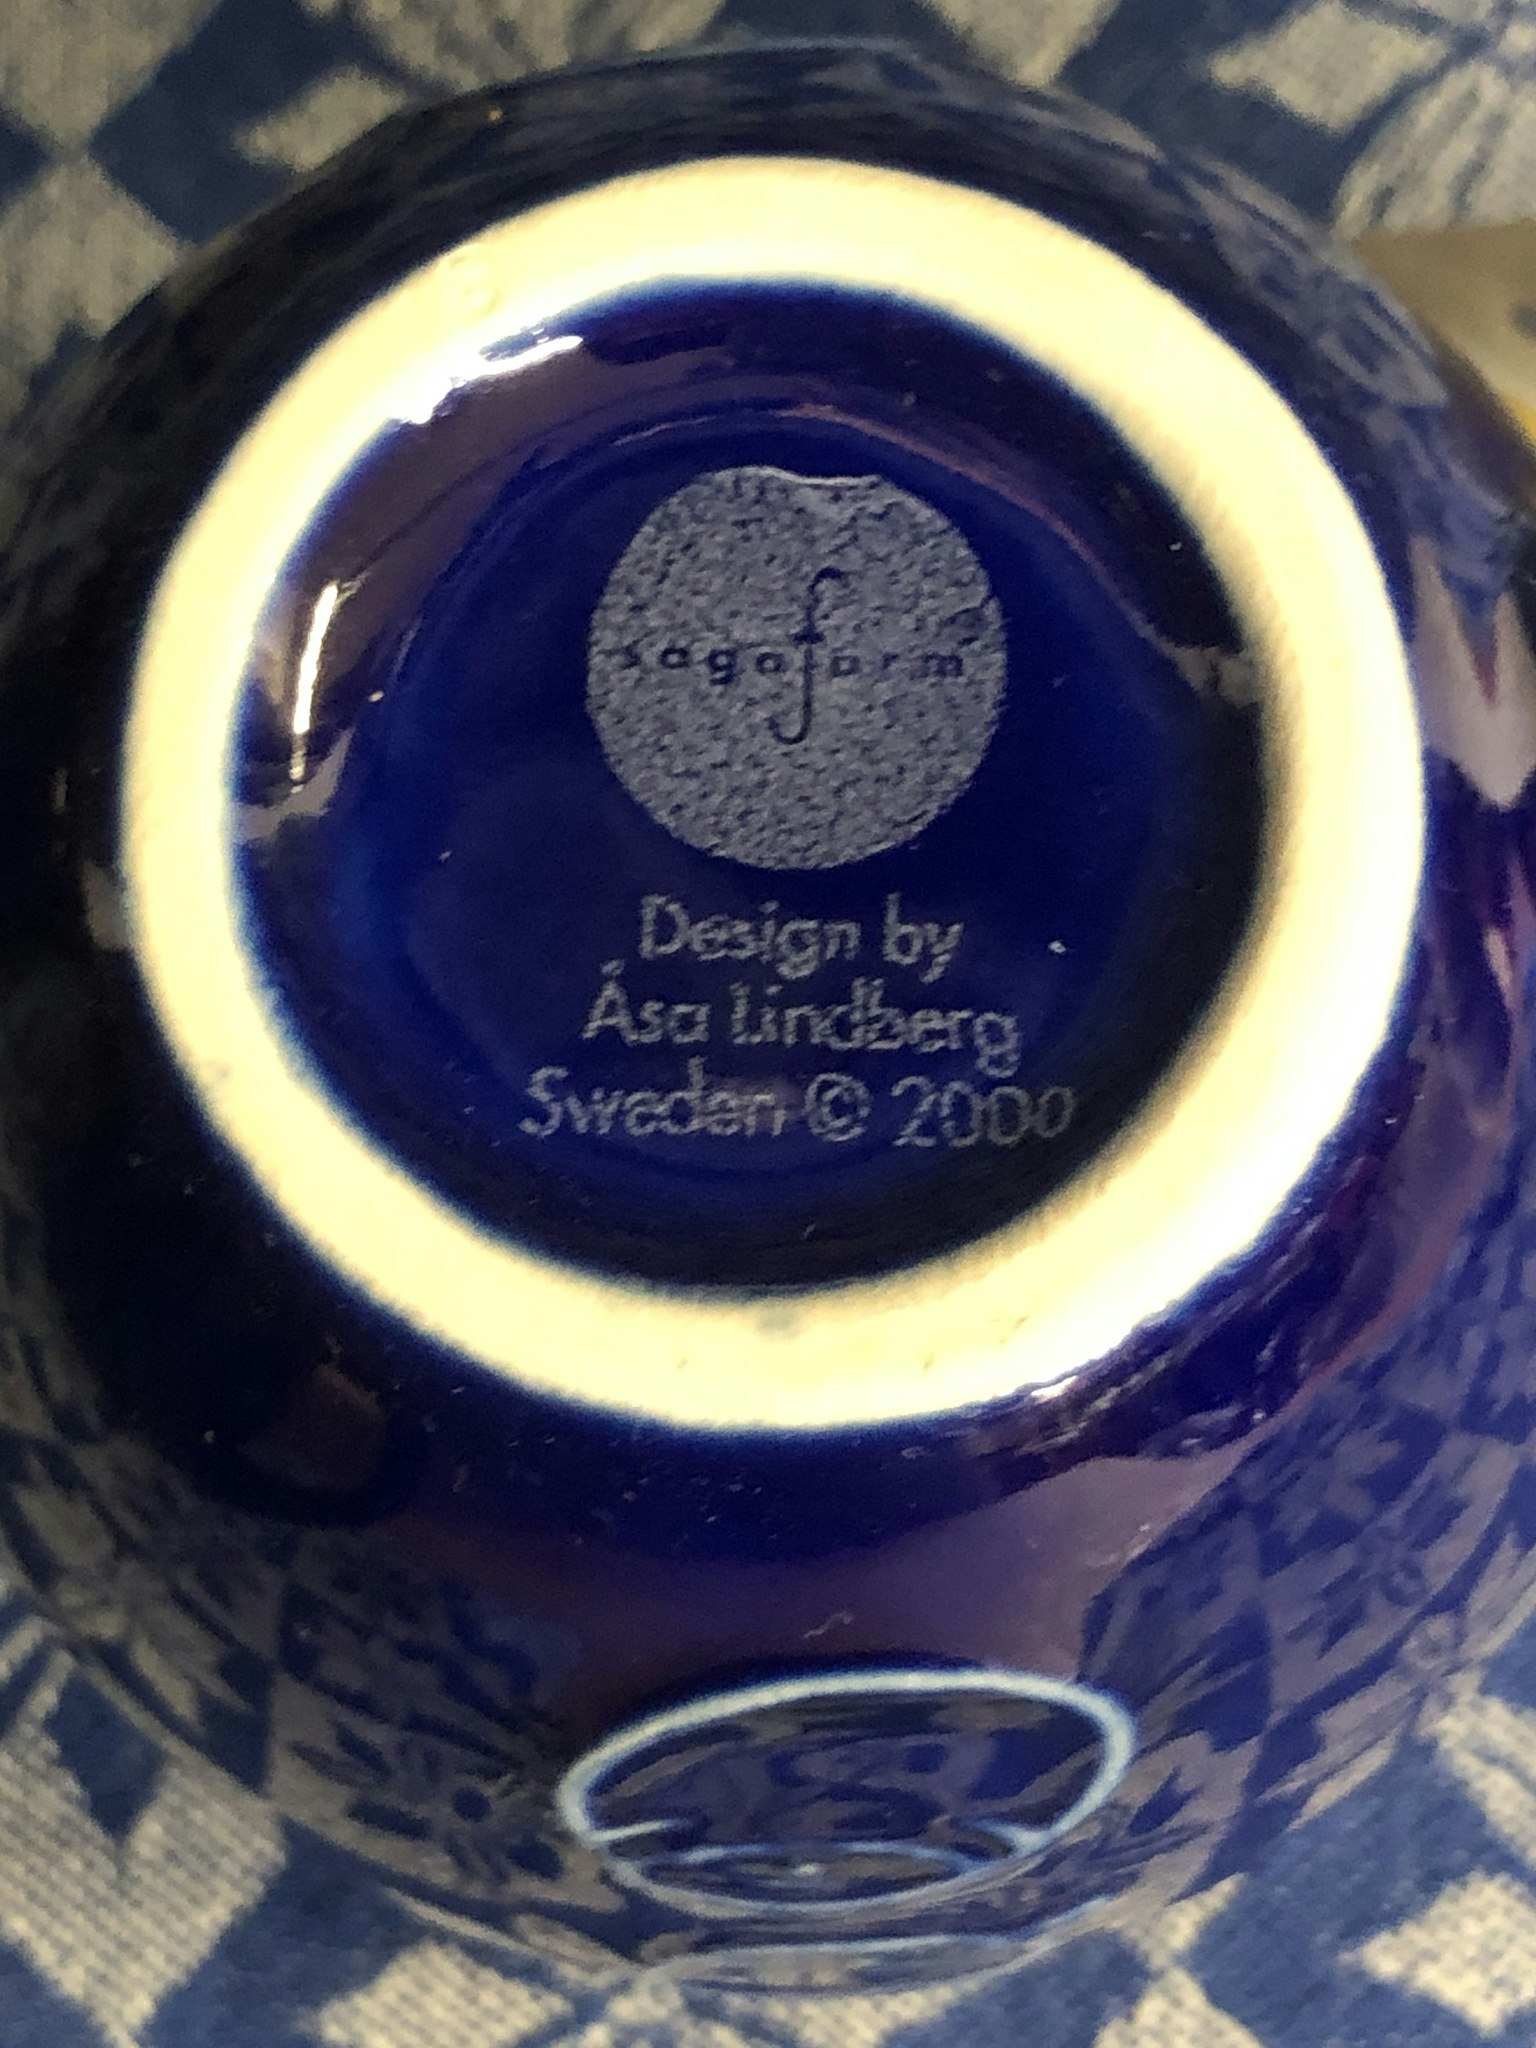 sagaform
Design by
Åsa Lindberg
Sweden © 2000